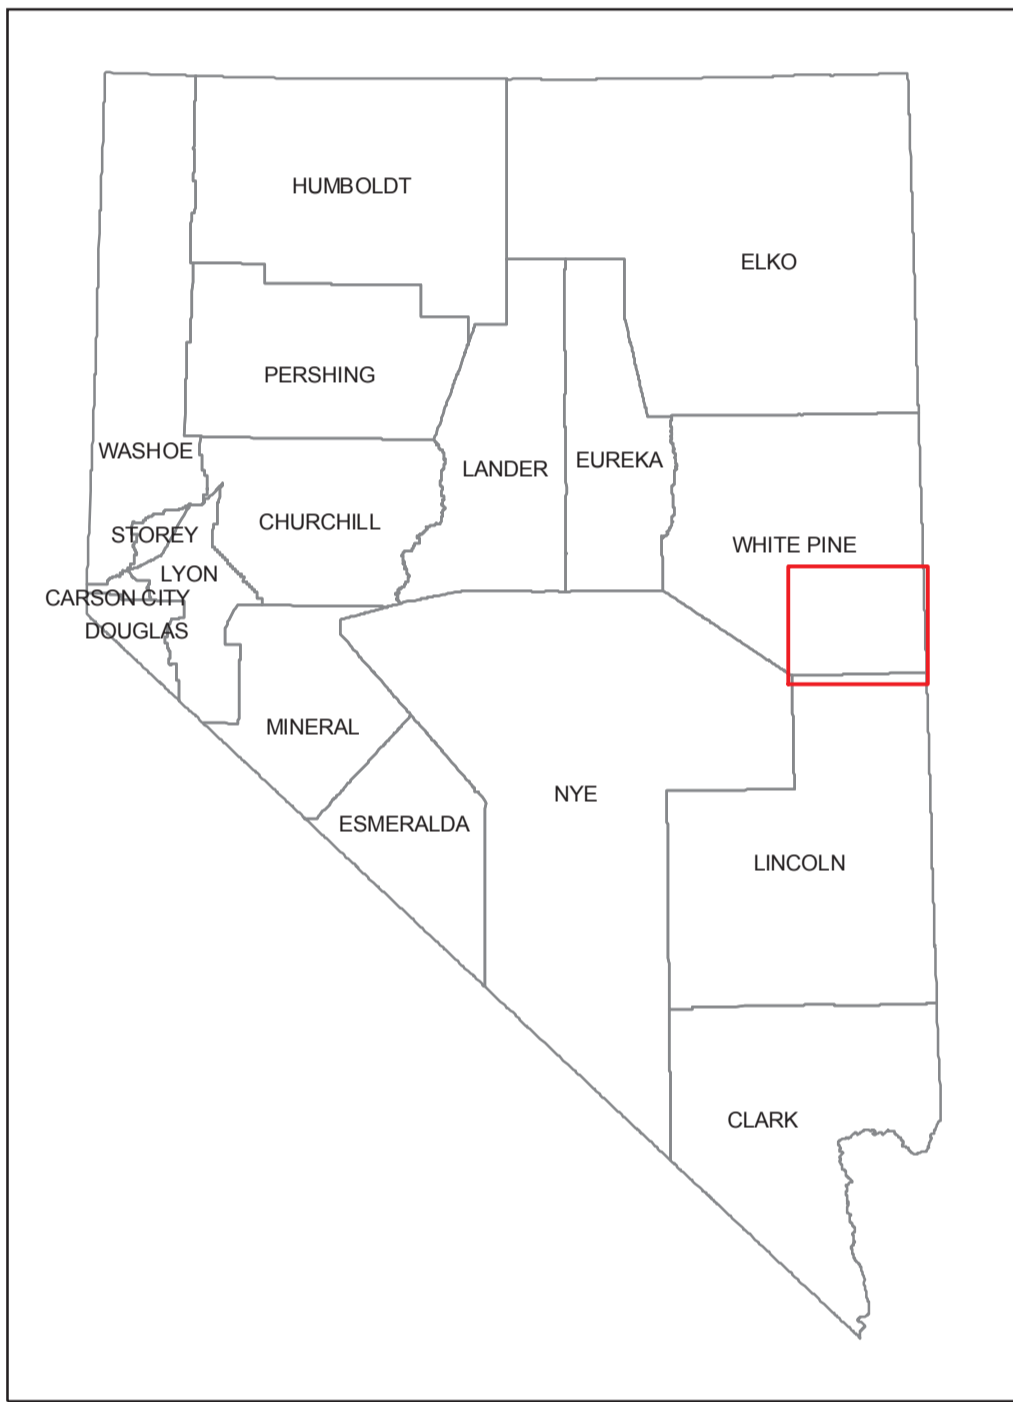 HUMBOLDT
ELKO
PERSHING
WASHOE
LANDER
EUREKA
CHURCHILL
STOREY
WHITE PINE
LYON
CARSON CITY
DOUGLAS
MINERAL
NYE
ESMERALDA
LINCOLN
CLARK